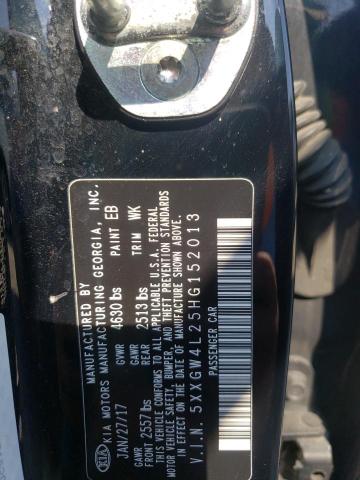 MANUFACTURED BY
KIA KIA MOTORS MANUFACTURING GEORGIA, INC.
JAN/27/17 GVWR 4630 lbs PAINT EB
GAWR FRONT 2557 lbs GAWR REAR 2513 lbs TRIM WK
THIS VEHICLE CONFORMS TO ALL APPLICABLE U.S.A. FEDERAL
MOTOR VEHICLE SAFETY, BUMPER, AND THEFT PREVENTION
STANDARDS IN EFFECT ON THE DATE OF MANUFACTURE SHOWN ABOVE.
V.I.N. 5XXGW4L25HG152013
PASSENGER CAR